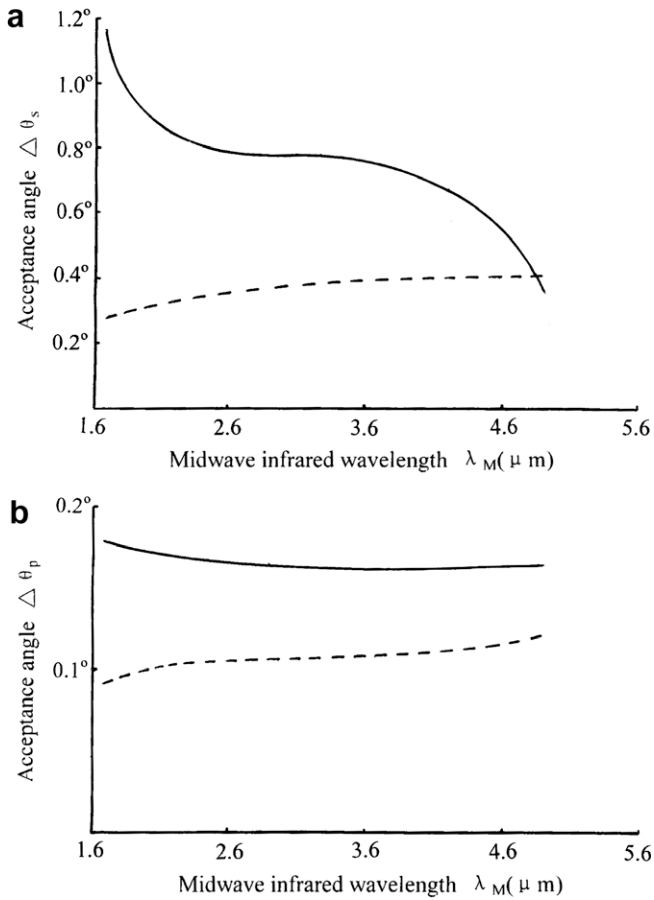 a
1.2°
1.0°
0.8°
0.6°
0.4°
0.2°
Acceptance angle △ θs
1.6 2.6 3.6 4.6 5.6
Midwave infrared wavelength λM(μm)
b
0.2°
0.1°
Acceptance angle △ θp
1.6 2.6 3.6 4.6 5.6
Midwave infrared wavelength λM(μm)